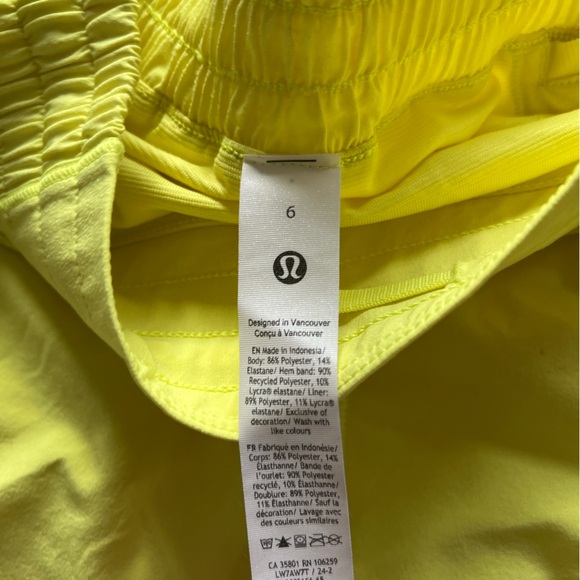 6
Designed in Vancouver
Conçu à Vancouver
EN Made in Indonesia/
Body: 86% Polyester, 14%
Elastane/ Hem band: 90%
Recycled Polyester, 10%
Lycra® elastane/ Liner:
89% Polyester, 11% Lycra®
elastane/ Exclusive of
decoration/ Wash with
like colours
FR Fabriqué en Indonésie/
Corps: 86% Polyester, 14%
Élasthanne/ Bande de
l'ourlet: 90% Polyester
recyclé, 10% Élasthanne/
Doublure: 89% Polyester,
11% Élasthanne/ Sauf la
décoration/ Lavage avec
des couleurs similaires
CA 35801 RN 106259
LW7AW7T / 24-2